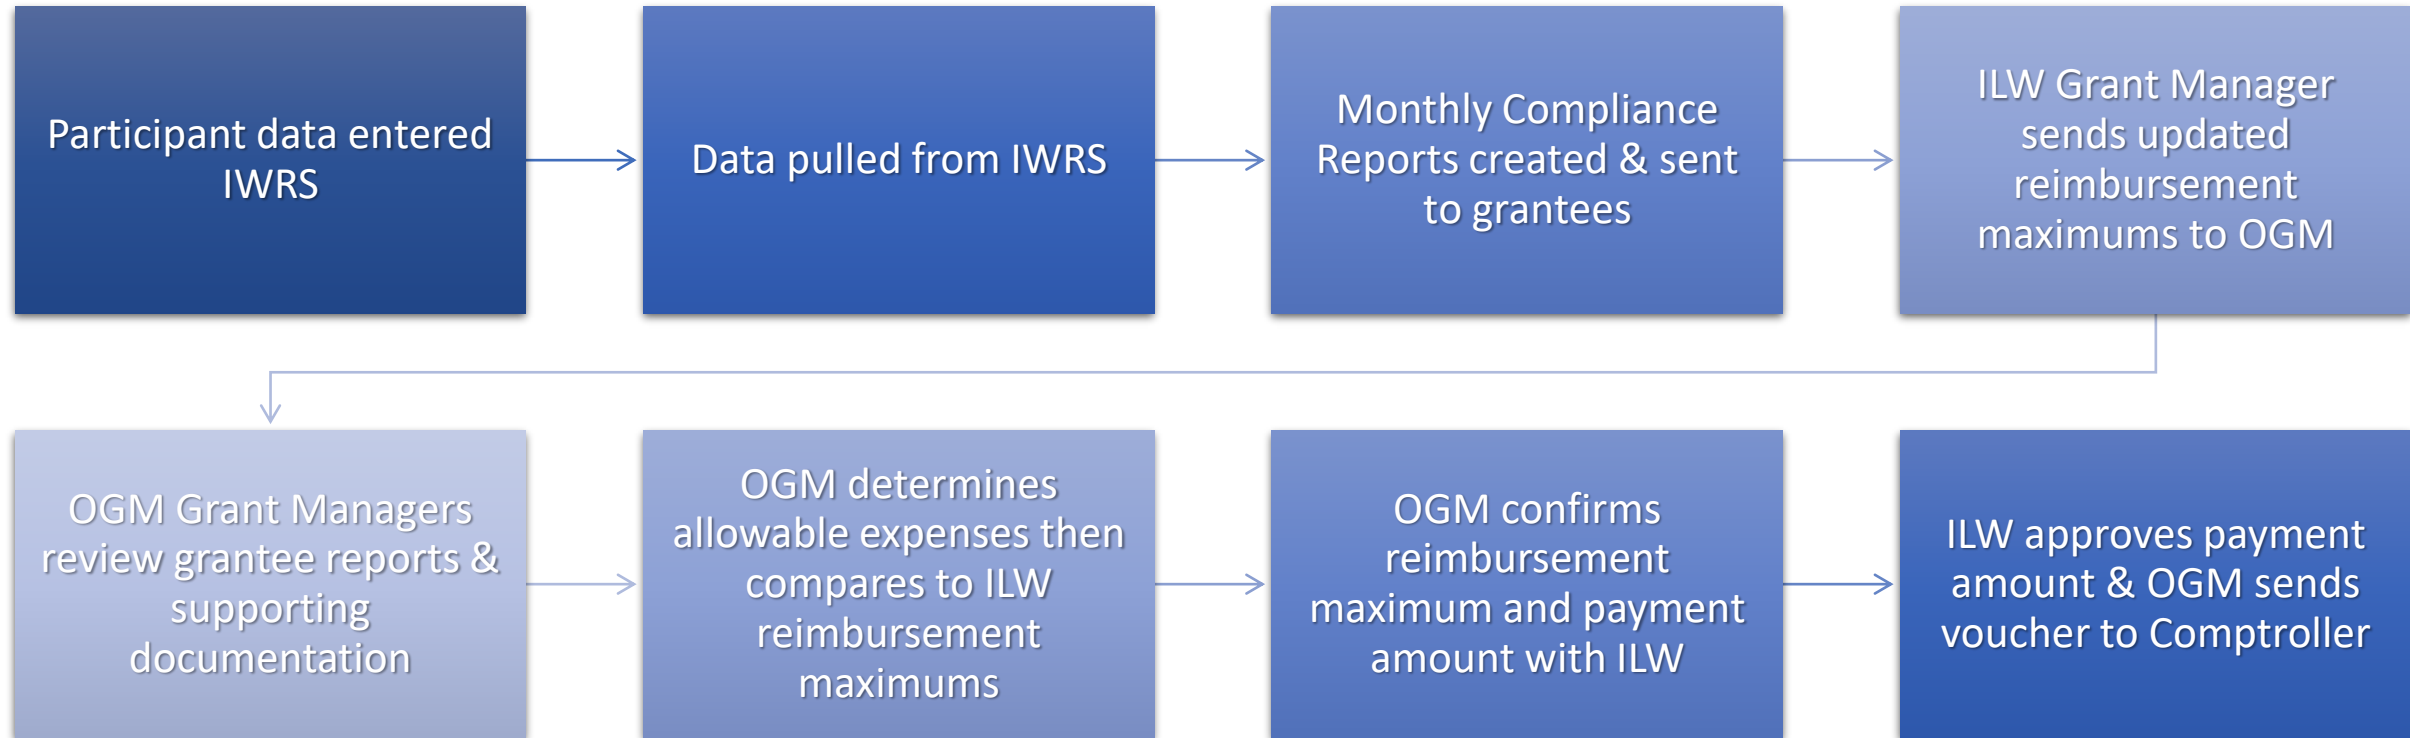 Participant data entered
IWRS
Data pulled from IWRS
Monthly Compliance
Reports created & sent
to grantees
ILW Grant Manager
sends updated
reimbursement
maximums to OGM
OGM Grant Managers
review grantee reports &
supporting
documentation
OGM determines
allowable expenses then
compares to ILW
reimbursement
maximums
OGM confirms
reimbursement
maximum and payment
amount with ILW
ILW approves payment
amount & OGM sends
voucher to Comptroller